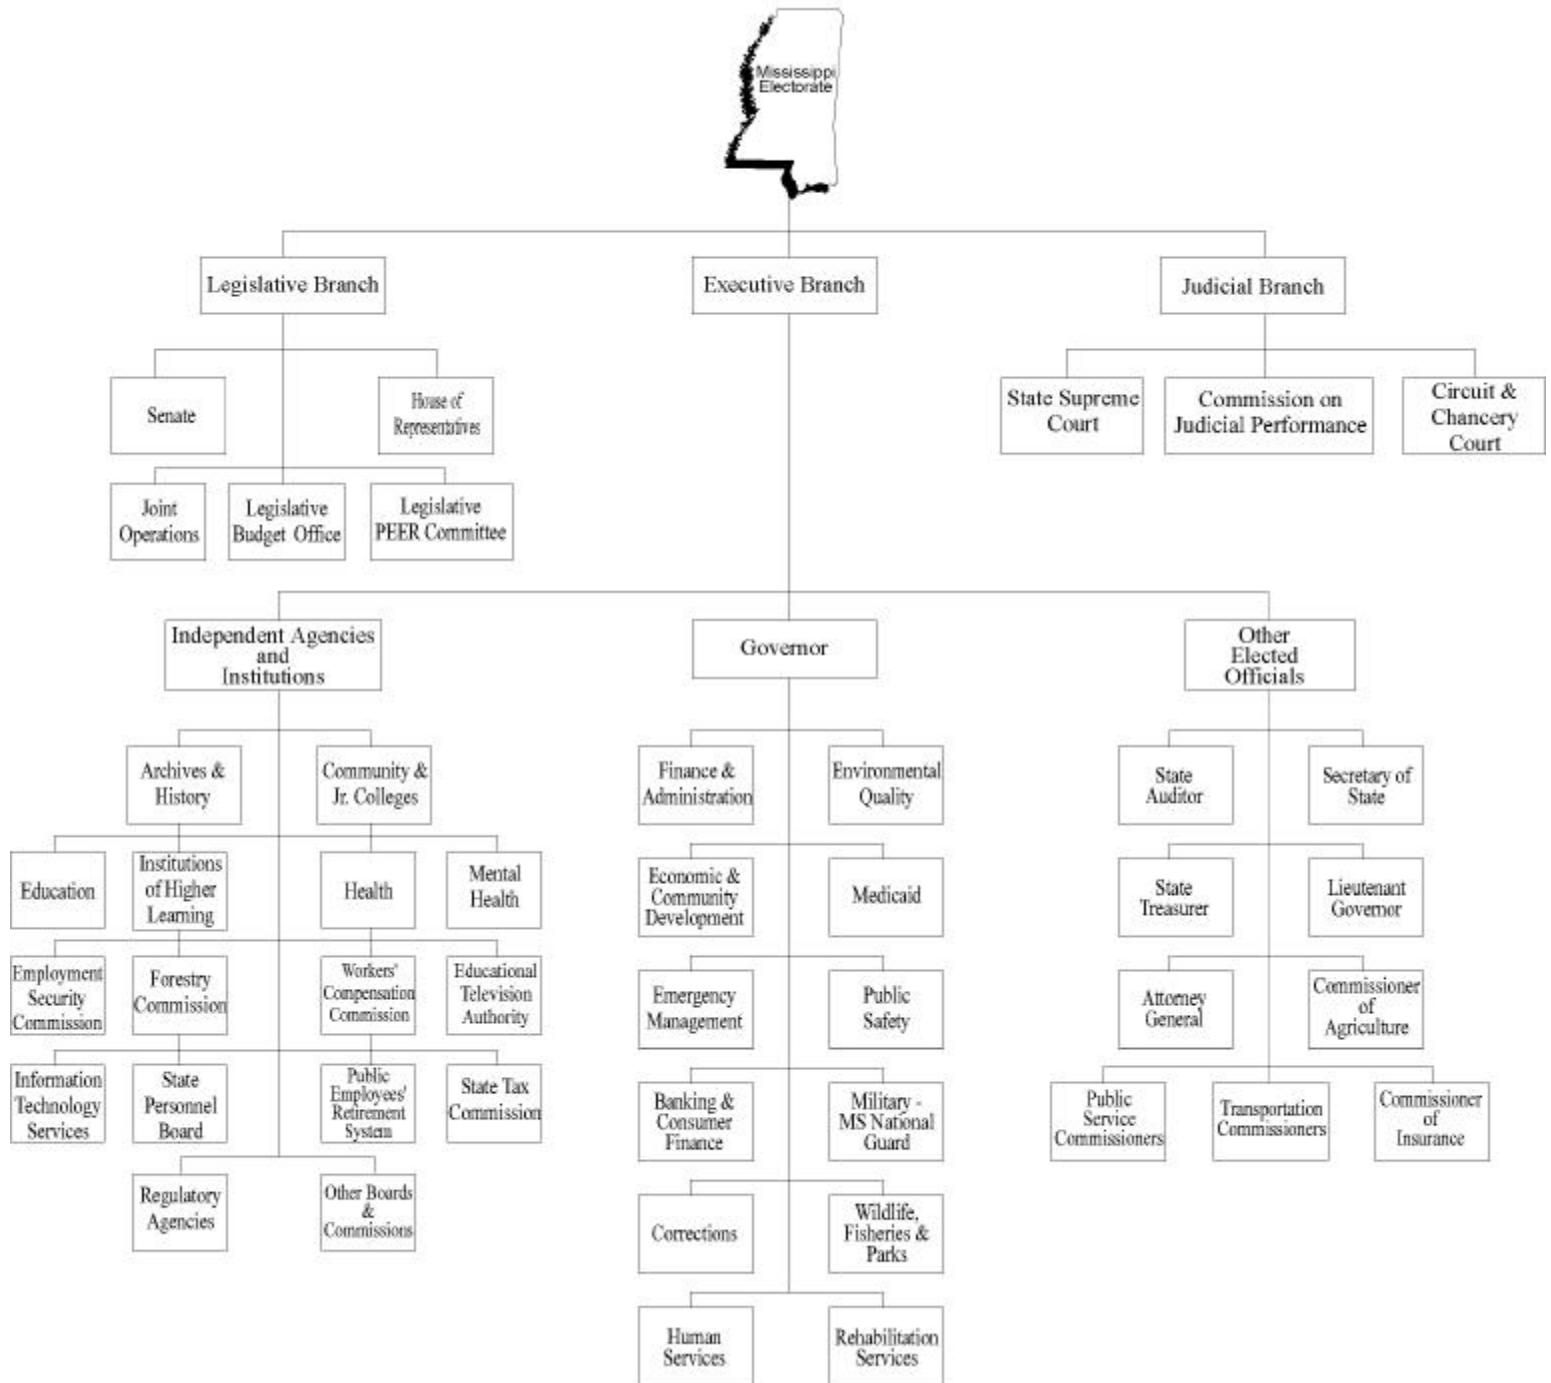 Mississippi
Electorate
Legislative Branch
Executive Branch
Judicial Branch
Senate
House of
Representatives
State Supreme
Court
Commission on
Judicial Performance
Circuit &
Chancery
Court
Joint
Operations
Legislative
Budget Office
Legislative
PEER Committee
Independent Agencies
and
Institutions
Governor
Other
Elected
Officials
Archives &
History
Community &
Jr. Colleges
Education
Institutions
of Higher
Learning
Health
Mental
Health
Employment
Security
Commission
Forestry
Commission
Workers'
Compensation
Commission
Educational
Television
Authority
Information
Technology
Services
State
Personnel
Board
Public
Employees'
Retirement
System
State Tax
Commission
Regulatory
Agencies
Other Boards
&
Commissions
Finance &
Administration
Environmental
Quality
Economic &
Community
Development
Medicaid
Emergency
Management
Public
Safety
Banking &
Consumer
Finance
Military -
MS National
Guard
Corrections
Wildlife,
Fisheries &
Parks
Human
Services
Rehabilitation
Services
State
Auditor
Secretary of
State
State
Treasurer
Lieutenant
Governor
Attorney
General
Commissioner
of
Agriculture
Public
Service
Commissioners
Transportation
Commissioners
Commissioner
of
Insurance